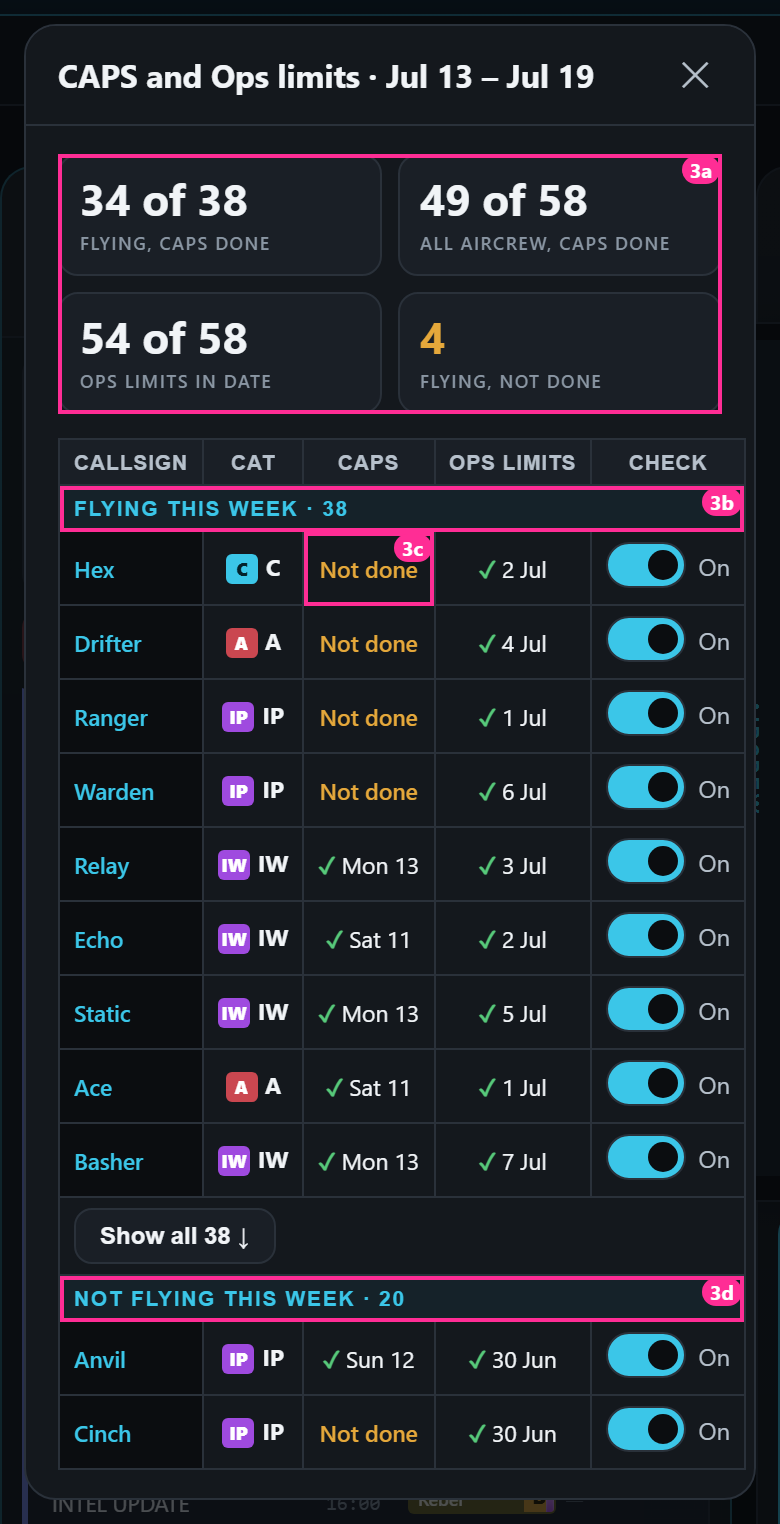 CAPS and Ops limits · Jul 13 – Jul 19
3a
34 of 38
FLYING, CAPS DONE
49 of 58
ALL AIRCREW, CAPS DONE
54 of 58
OPS LIMITS IN DATE
4
FLYING, NOT DONE
CALLSIGN CAT CAPS OPS LIMITS CHECK
FLYING THIS WEEK · 38 3b
3c
Hex C C Not done ✓ 2 Jul On
Drifter A A Not done ✓ 4 Jul On
Ranger IP IP Not done ✓ 1 Jul On
Warden IP IP Not done ✓ 6 Jul On
Relay IW IW ✓ Mon 13 ✓ 3 Jul On
Echo IW IW ✓ Sat 11 ✓ 2 Jul On
Static IW IW ✓ Mon 13 ✓ 5 Jul On
Ace A A ✓ Sat 11 ✓ 1 Jul On
Basher IW IW ✓ Mon 13 ✓ 7 Jul On
Show all 38 ↓
NOT FLYING THIS WEEK · 20 3d
Anvil IP IP ✓ Sun 12 ✓ 30 Jun On
Cinch IP IP Not done ✓ 30 Jun On
INTEL UPDATE 16:00 Rebel